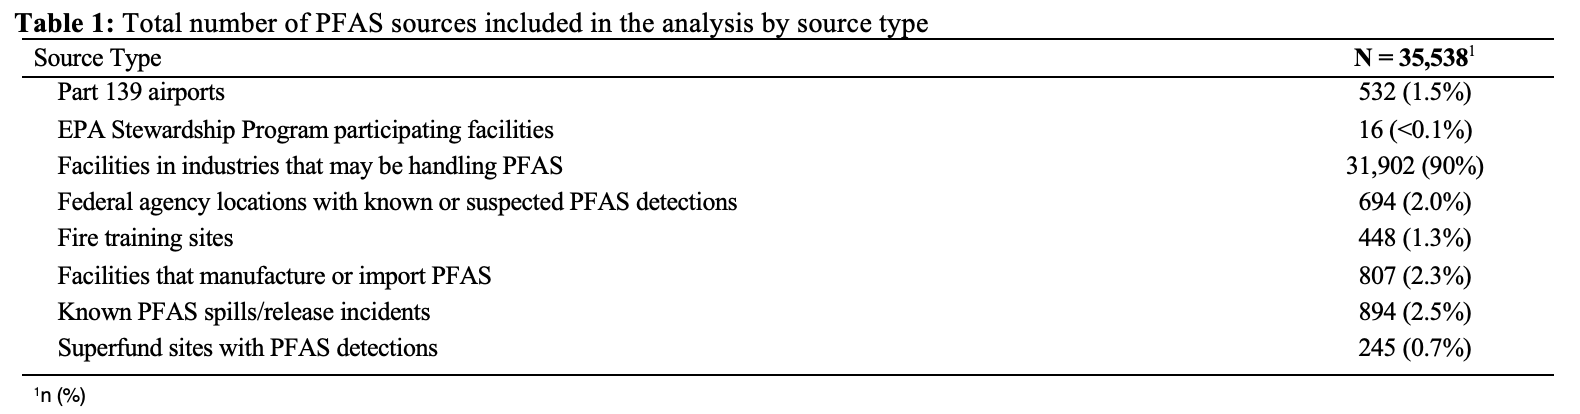 Table 1: Total number of PFAS sources included in the analysis by source type
Source Type N = 35,538¹
Part 139 airports 532 (1.5%)
EPA Stewardship Program participating facilities 16 (<0.1%)
Facilities in industries that may be handling PFAS 31,902 (90%)
Federal agency locations with known or suspected PFAS detections 694 (2.0%)
Fire training sites 448 (1.3%)
Facilities that manufacture or import PFAS 807 (2.3%)
Known PFAS spills/release incidents 894 (2.5%)
Superfund sites with PFAS detections 245 (0.7%)
¹n (%)